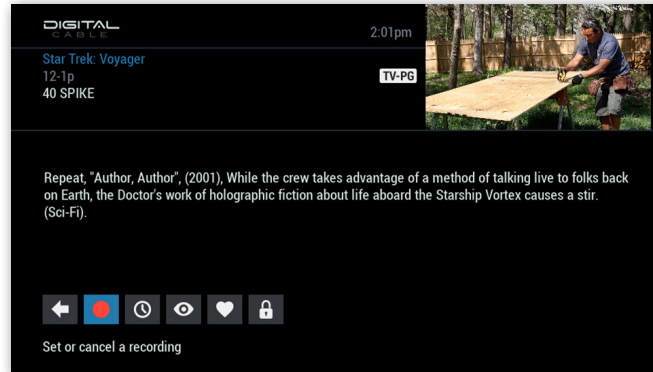 DIGITAL
CABLE
2:01pm
Star Trek: Voyager
12-1p
TV-PG
40 SPIKE
Repeat, "Author, Author", (2001), While the crew takes advantage of a method of talking live to folks back
on Earth, the Doctor's work of holographic fiction about life aboard the Starship Vortex causes a stir.
(Sci-Fi).
Set or cancel a recording